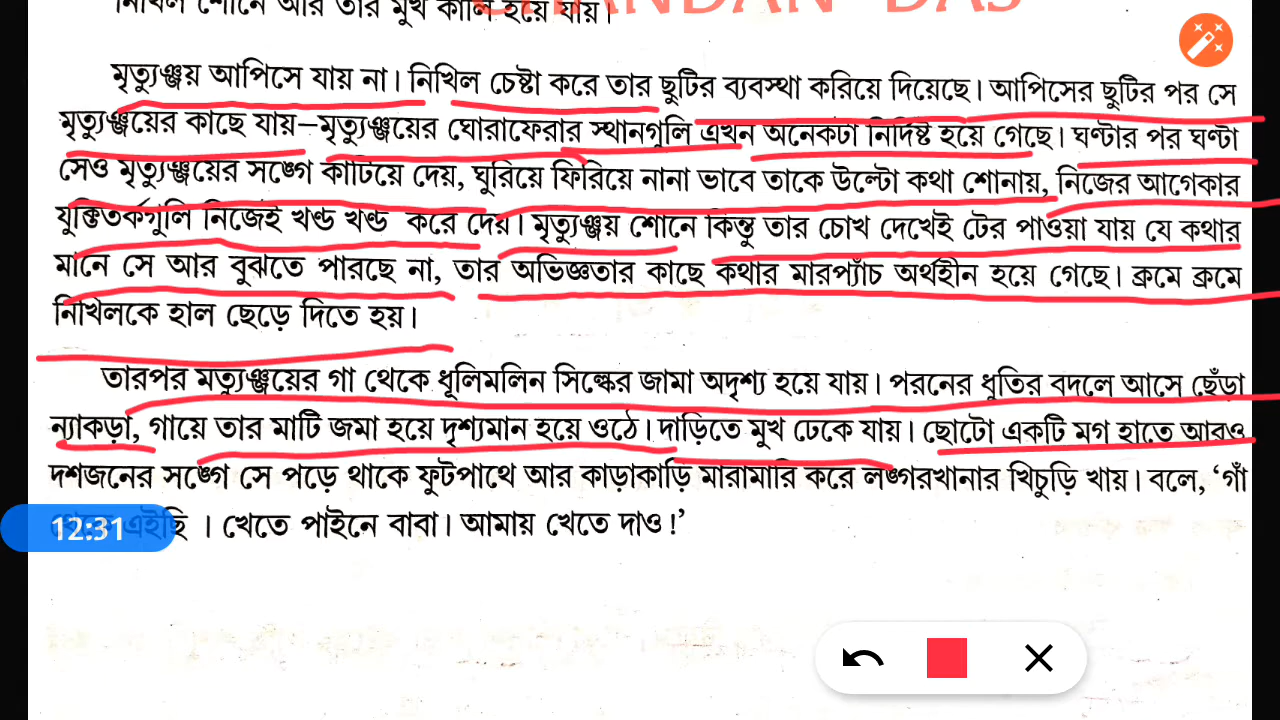 নিখিল শোনে আর তার মুখ কালি হয়ে যায়।
CHANDAN DAS
মৃত্যুঞ্জয় আপিসে যায় না। নিখিল চেষ্টা করে তার ছুটির ব্যবস্থা করিয়ে দিয়েছে। আপিসের ছুটির পর সে
মৃত্যুঞ্জয়ের কাছে যায়—মৃত্যুঞ্জয়ের ঘোরাফেরার স্থানগুলি এখন অনেকটা নির্দিষ্ট হয়ে গেছে। ঘণ্টার পর ঘণ্টা
সেও মৃত্যুঞ্জয়ের সঙ্গে কাটিয়ে দেয়, ঘুরিয়ে ফিরিয়ে নানা ভাবে তাকে উল্টো কথা শোনায়, নিজের আগেকার
যুক্তিতর্কগুলি নিজেই খণ্ড খণ্ড করে দেয়। মৃত্যুঞ্জয় শোনে কিন্তু তার চোখ দেখেই টের পাওয়া যায় যে কথার
মানে সে আর বুঝতে পারছে না, তার অভিজ্ঞতার কাছে কথার মারপ্যাঁচ অর্থহীন হয়ে গেছে। ক্রমে ক্রমে
নিখিলকে হাল ছেড়ে দিতে হয়।
তারপর মৃত্যুঞ্জয়ের গা থেকে ধূলিমলিন সিল্কের জামা অদৃশ্য হয়ে যায়। পরনের ধুতির বদলে আসে ছেঁড়া
ন্যাকড়া, গায়ে তার মাটি জমা হয়ে দৃশ্যমান হয়ে ওঠে। দাড়িতে মুখ ঢেকে যায়। ছোটো একটি মগ হাতে আরও
দশজনের সঙ্গে সে পড়ে থাকে ফুটপাথে আর কাড়াকাড়ি মারামারি করে লঙ্গরখানার খিচুড়ি খায়। বলে, ‘গাঁ
এইছি । খেতে পাইনে বাবা। আমায় খেতে দাও!’
12:31